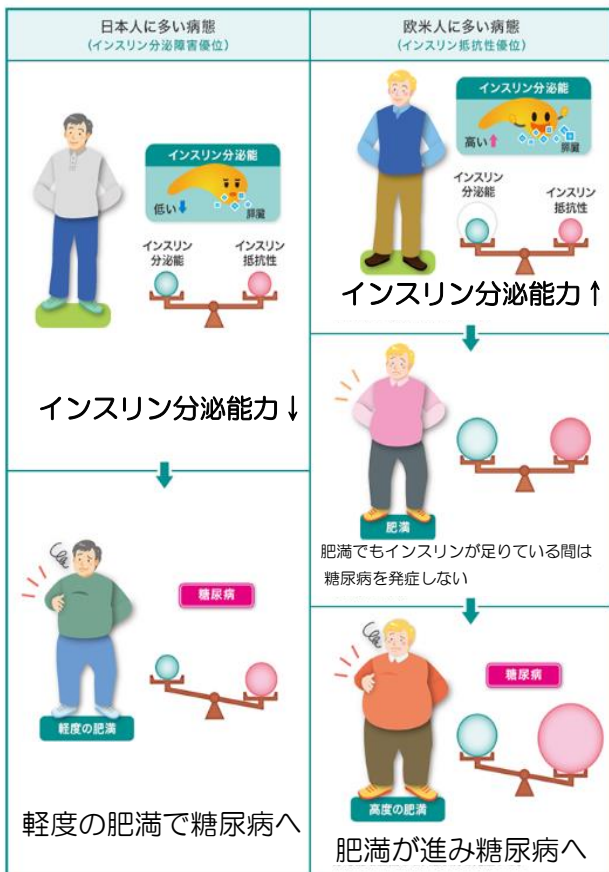 日本人に多い病態
(インスリン分泌障害優位)
インスリン分泌能
低い⬇
膵臓
インスリン
分泌能
インスリン
抵抗性
インスリン分泌能力↓
糖尿病
軽度の肥満
軽度の肥満で糖尿病へ
欧米人に多い病態
(インスリン抵抗性優位)
インスリン分泌能
高い⬆
膵臓
インスリン
分泌能
インスリン
抵抗性
インスリン分泌能力↑
肥満
肥満でもインスリンが足りている間は
糖尿病を発症しない
糖尿病
高度の肥満
肥満が進み糖尿病へ